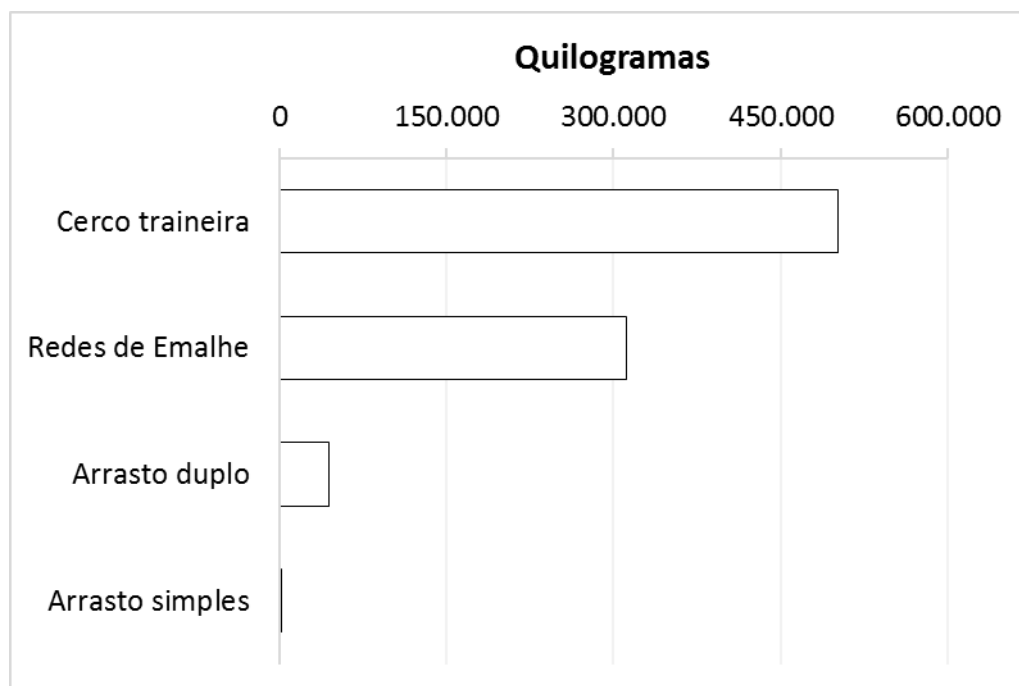 Quilogramas
0 150.000 300.000 450.000 600.000
Cerco traineira
Redes de Emalhe
Arrasto duplo
Arrasto simples